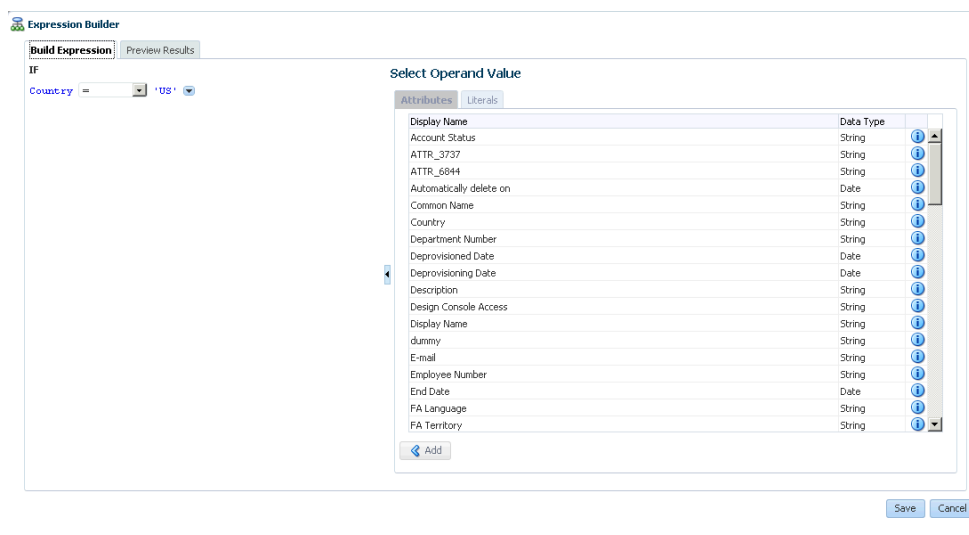 Expression Builder
Build Expression Preview Results
IF
Country = 'US'
Select Operand Value
Attributes Literals
Display Name Data Type
Account Status String
ATTR_3737 String
ATTR_6844 String
Automatically delete on Date
Common Name String
Country String
Department Number String
Deprovisioned Date Date
Deprovisioning Date Date
Description String
Design Console Access String
Display Name String
dummy String
E-mail String
Employee Number String
End Date Date
FA Language String
FA Territory String
Add
Save Cancel